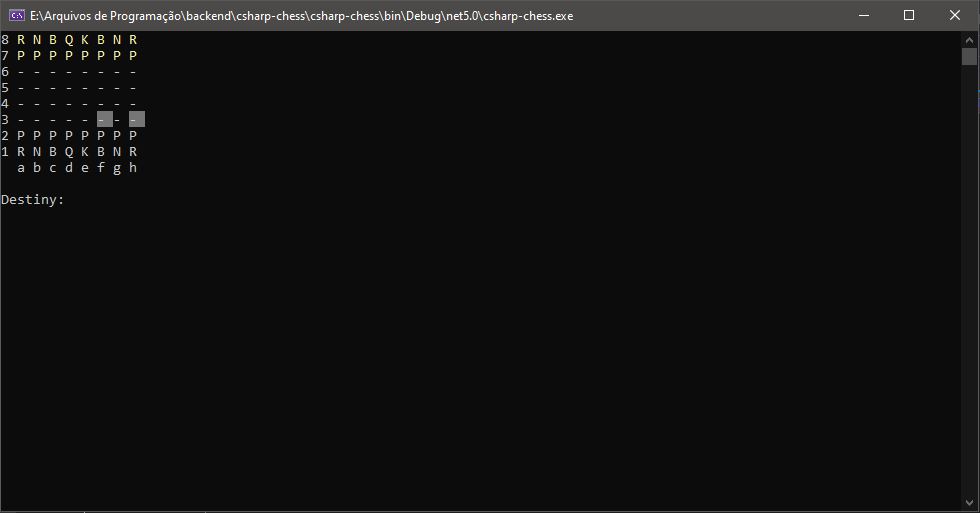 E:\Arquivos de Programação\backend\csharp-chess\csharp-chess\bin\Debug\net5.0\csharp-chess.exe
8 R N B Q K B N R
7 P P P P P P P P
6 - - - - - - - -
5 - - - - - - - -
4 - - - - - - - -
3 - - - - - - - -
2 P P P P P P P P
1 R N B Q K B N R
  a b c d e f g h
Destiny: